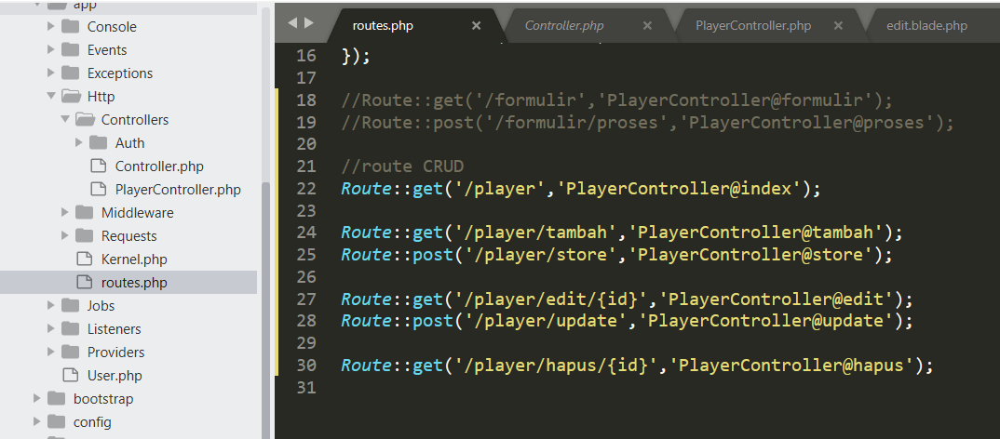 app
Console
Events
Exceptions
Http
Controllers
Auth
Controller.php
PlayerController.php
Middleware
Requests
Kernel.php
routes.php
Jobs
Listeners
Providers
User.php
bootstrap
config
routes.php × Controller.php × PlayerController.php × edit.blade.php
16 });
17
18 //Route::get('/formulir','PlayerController@formulir');
19 //Route::post('/formulir/proses','PlayerController@proses');
20
21 //route CRUD
22 Route::get('/player','PlayerController@index');
23
24 Route::get('/player/tambah','PlayerController@tambah');
25 Route::post('/player/store','PlayerController@store');
26
27 Route::get('/player/edit/{id}','PlayerController@edit');
28 Route::post('/player/update','PlayerController@update');
29
30 Route::get('/player/hapus/{id}','PlayerController@hapus');
31